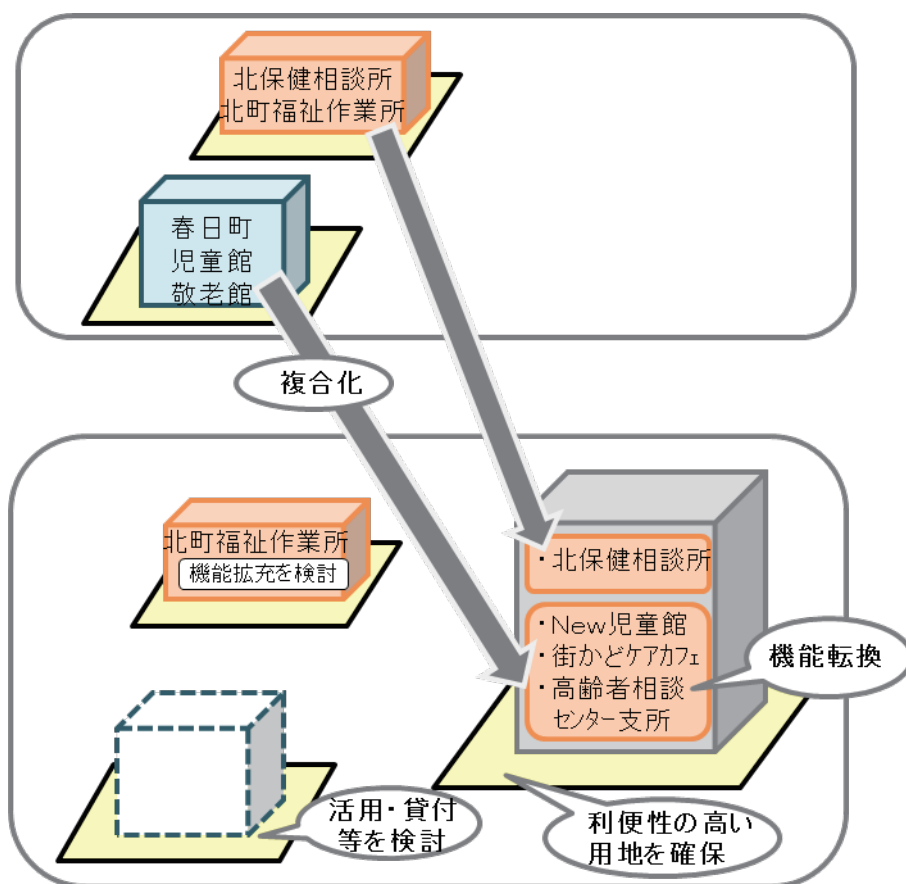 北保健相談所
北町福祉作業所
春日町
児童館
敬老館
複合化
北町福祉作業所
機能拡充を検討
・北保健相談所
・New児童館
・街かどケアカフェ
・高齢者相談
センター支所
機能転換
活用・貸付
等を検討
利便性の高い
用地を確保